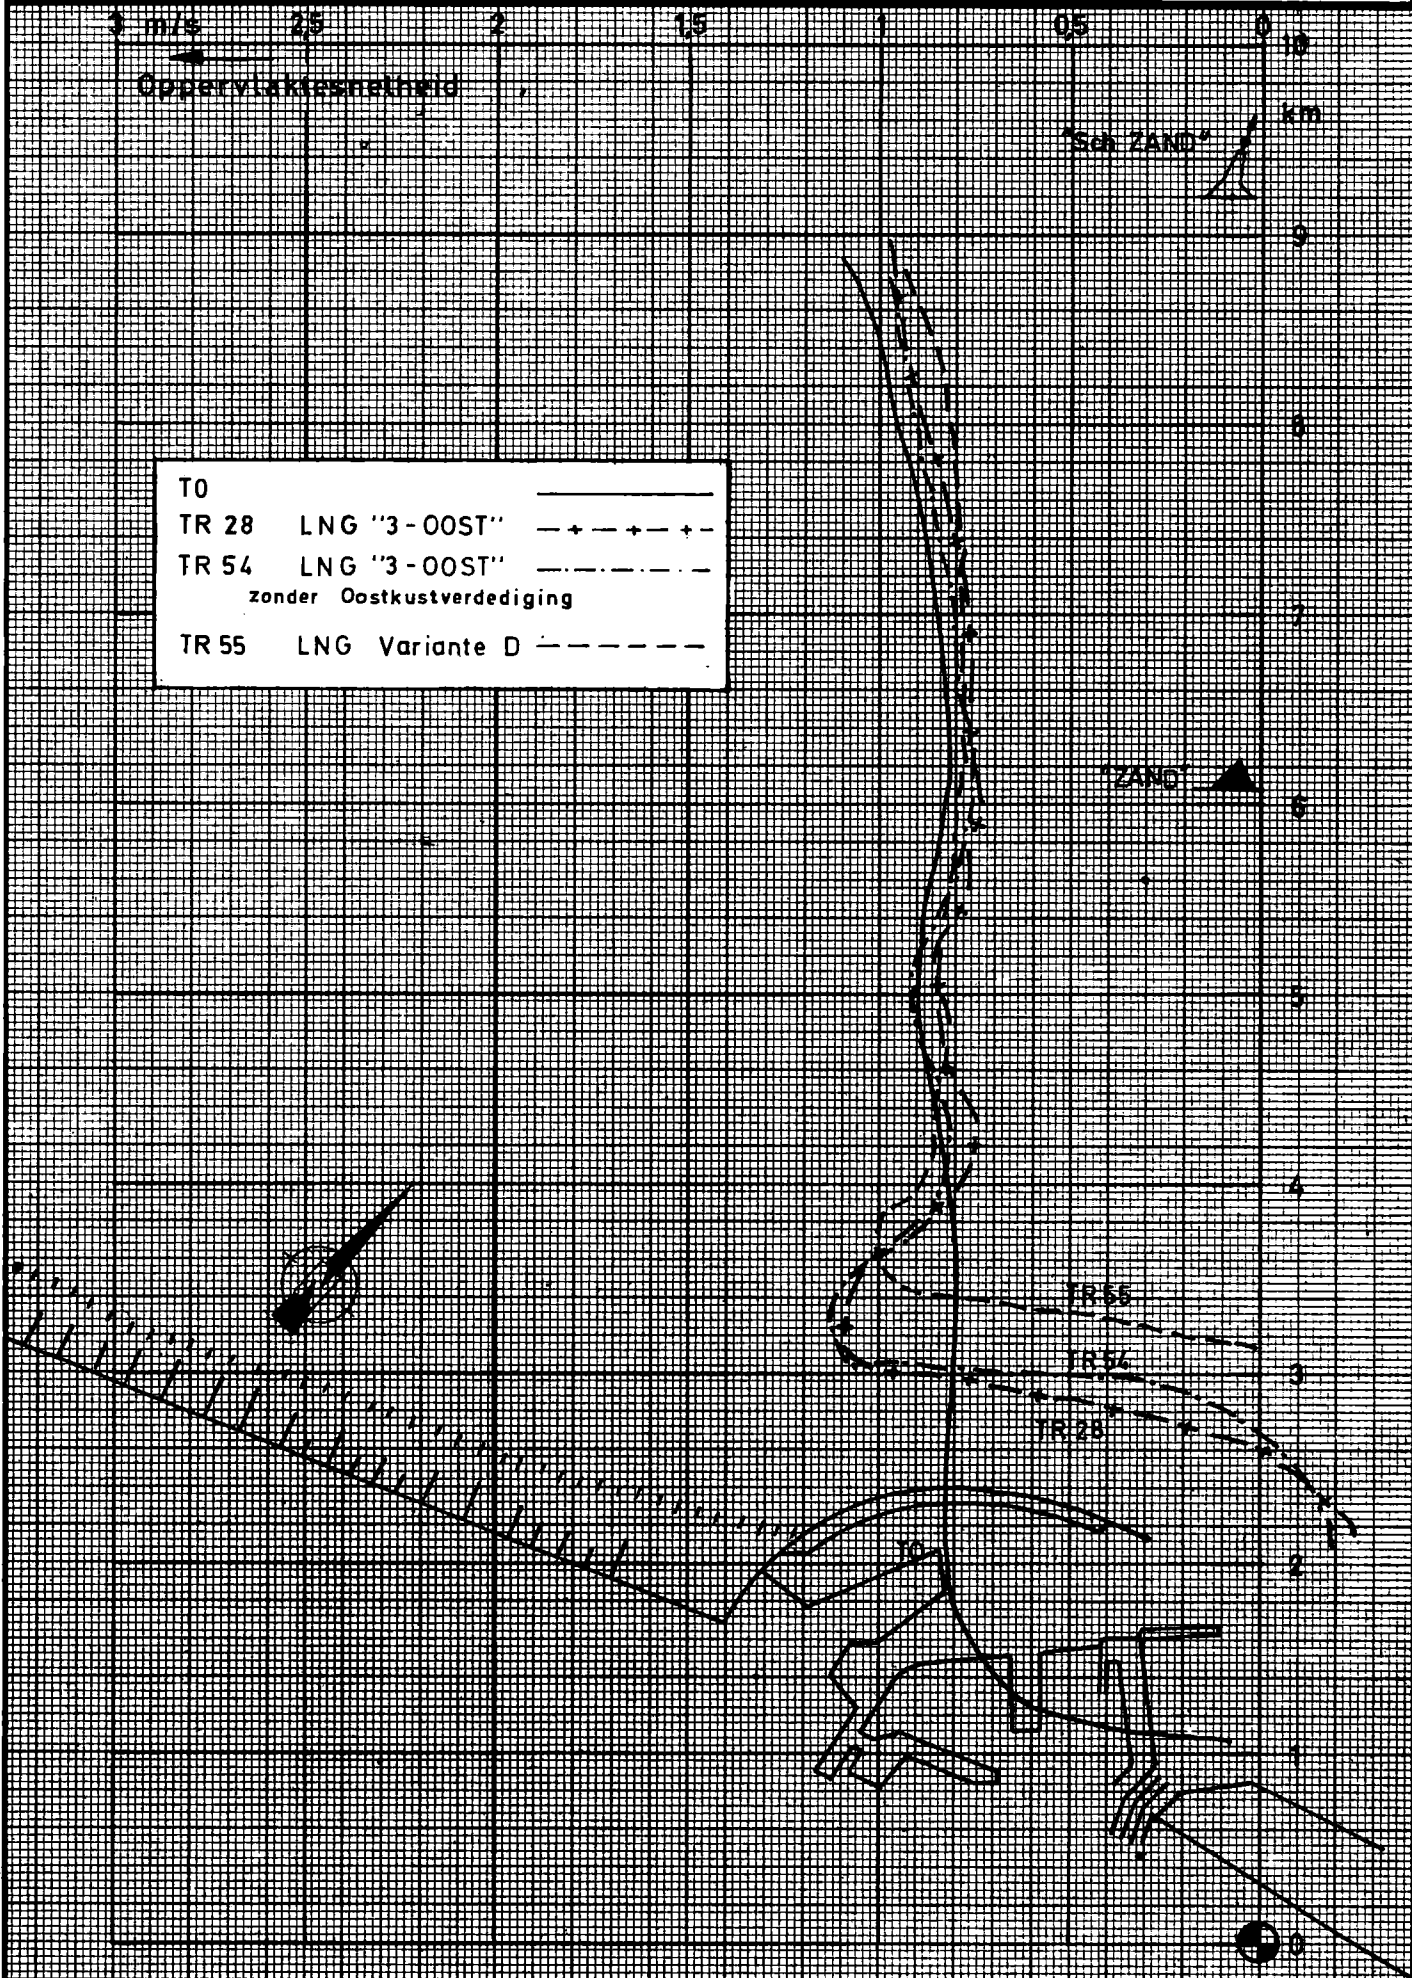 3 m/s 2,5 2 1,5 1 0,5 0
10
Oppervlaktesnelheid
km
"Sch ZAND"
9
8
T0
TR 28 LNG "3-OOST"
TR 54 LNG "3-OOST"
zonder Oostkustverdediging
TR 55 LNG Variante D
7
"ZAND"
6
5
4
TR 55
TR 54
3
TR 28
T0
2
1
0